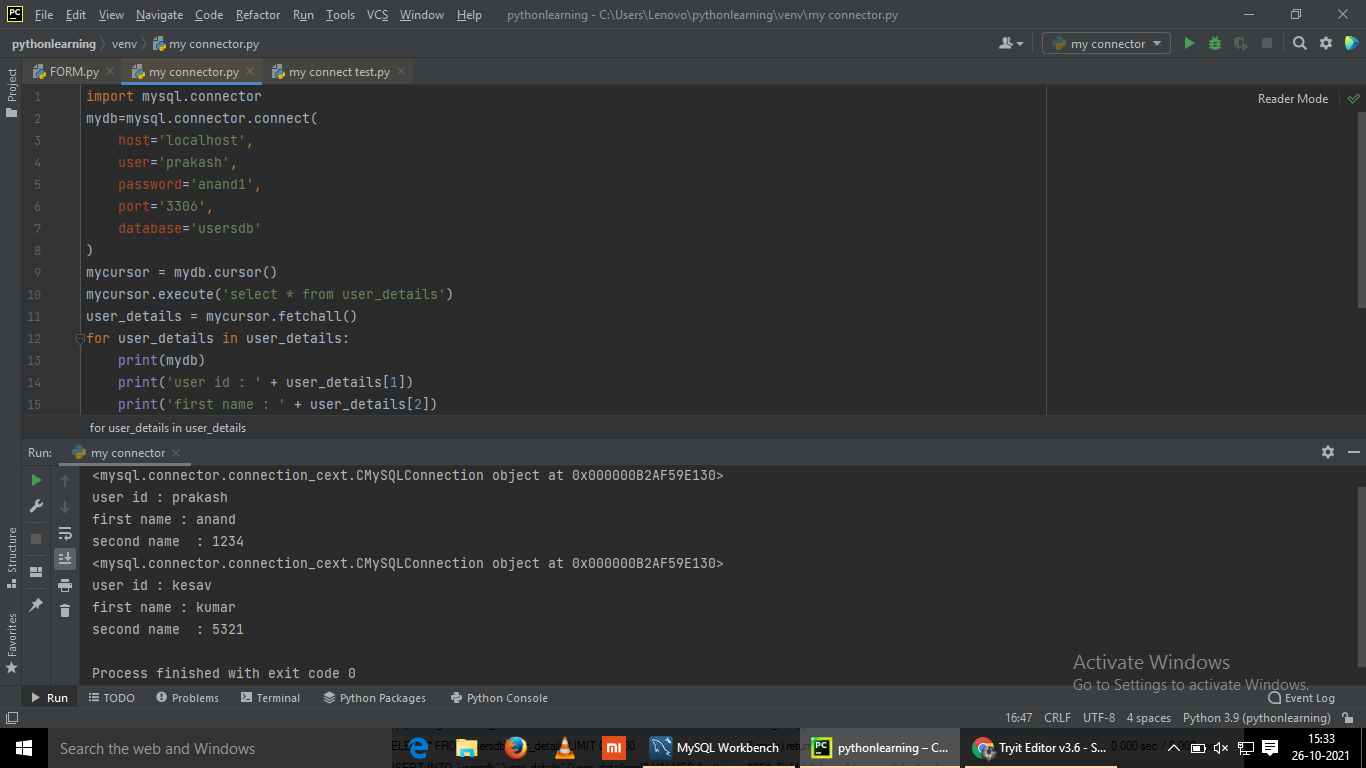 PC File Edit View Navigate Code Refactor Run Tools VCS Window Help pythonlearning - C:\Users\Lenovo\pythonlearning\venv\my connector.py
pythonlearning venv my connector.py my connector
FORM.py my connector.py my connect test.py
Project
Reader Mode
1 import mysql.connector
2 mydb=mysql.connector.connect(
3 host='localhost',
4 user='prakash',
5 password='anand1',
6 port='3306',
7 database='usersdb'
8 )
9 mycursor = mydb.cursor()
10 mycursor.execute('select * from user_details')
11 user_details = mycursor.fetchall()
12 for user_details in user_details:
13 print(mydb)
14 print('user id : ' + user_details[1])
15 print('first name : ' + user_details[2])
for user_details in user_details
Run: my connector
<mysql.connector.connection_cext.CMySQLConnection object at 0x000000B2AF59E130>
user id : prakash
first name : anand
second name  : 1234
<mysql.connector.connection_cext.CMySQLConnection object at 0x000000B2AF59E130>
user id : kesav
first name : kumar
second name  : 5321
Process finished with exit code 0
Structure
Favorites
Activate Windows
Go to Settings to activate Windows.
Run TODO Problems Terminal Python Packages Python Console Event Log
16:47 CRLF UTF-8 4 spaces Python 3.9 (pythonlearning)
Search the web and Windows
mi
MySQL Workbench
PC pythonlearning – C...
Tryit Editor v3.6 - S...
0.000 sec
15:33
26-10-2021